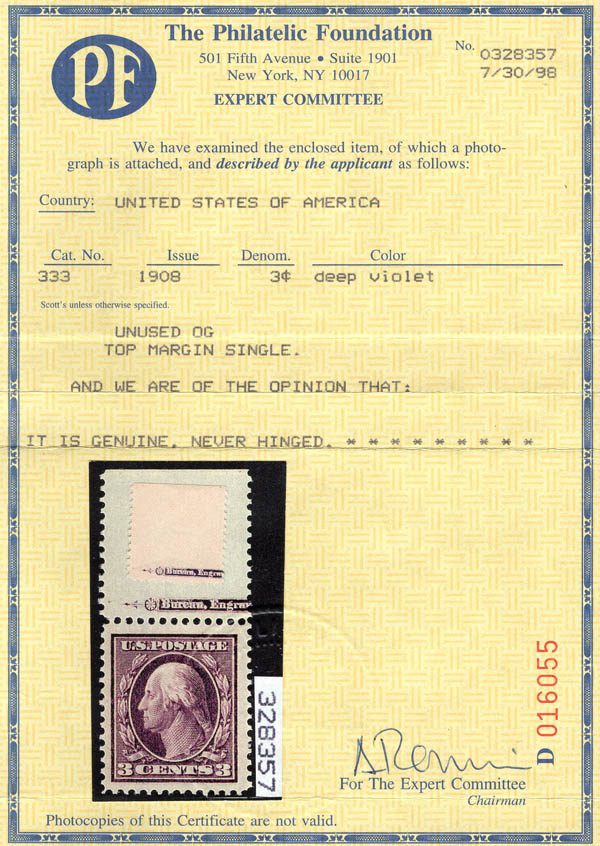 PF
The Philatelic Foundation
501 Fifth Avenue • Suite 1901
New York, NY 10017
EXPERT COMMITTEE
No. 0328357
7/30/98
We have examined the enclosed item, of which a photo-
graph is attached, and described by the applicant as follows:
Country: UNITED STATES OF AMERICA
Cat. No. Issue Denom. Color
333 1908 3¢ deep violet
Scott's unless otherwise specified.
UNUSED OG
TOP MARGIN SINGLE.
AND WE ARE OF THE OPINION THAT:
IT IS GENUINE, NEVER HINGED. * * * * * * * * * *
Bureau, Engrav
Bureau, Engrav
U.S. POSTAGE
3 CENTS 3
328357
D 016055
For The Expert Committee
Chairman
Photocopies of this Certificate are not valid.